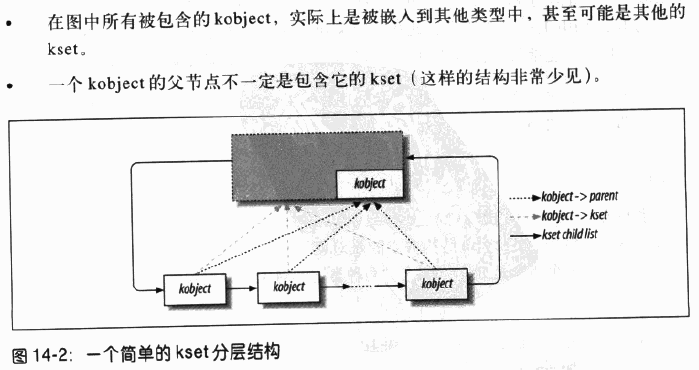 • 在图中所有被包含的 kobject，实际上是被嵌入到其他类型中，甚至可能是其他的
kset。
• 一个 kobject 的父节点不一定是包含它的 kset（这样的结构非常少见）。
kobject
kobject -> parent
kobject -> kset
kset child list
kobject
kobject
kobject
图 14-2：一个简单的 kset 分层结构